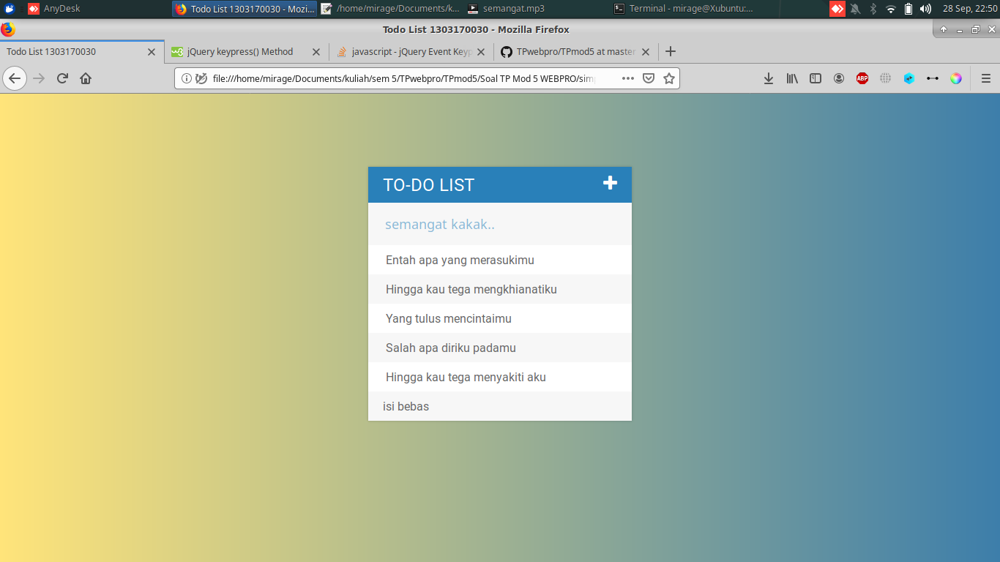 AnyDesk
Todo List 1303170030 - Mozi...
/home/mirage/Documents/k...
semangat.mp3
Terminal - mirage@Xubuntu:...
28 Sep, 22:50
Todo List 1303170030 - Mozilla Firefox
Todo List 1303170030
jQuery keypress() Method
javascript - jQuery Event Keyp
TPwebpro/TPmod5 at master
file:///home/mirage/Documents/kuliah/sem 5/TPwebpro/TPmod5/Soal TP Mod 5 WEBPRO/simp
ABP
TO-DO LIST
semangat kakak..
Entah apa yang merasukimu
Hingga kau tega mengkhianatiku
Yang tulus mencintaimu
Salah apa diriku padamu
Hingga kau tega menyakiti aku
isi bebas